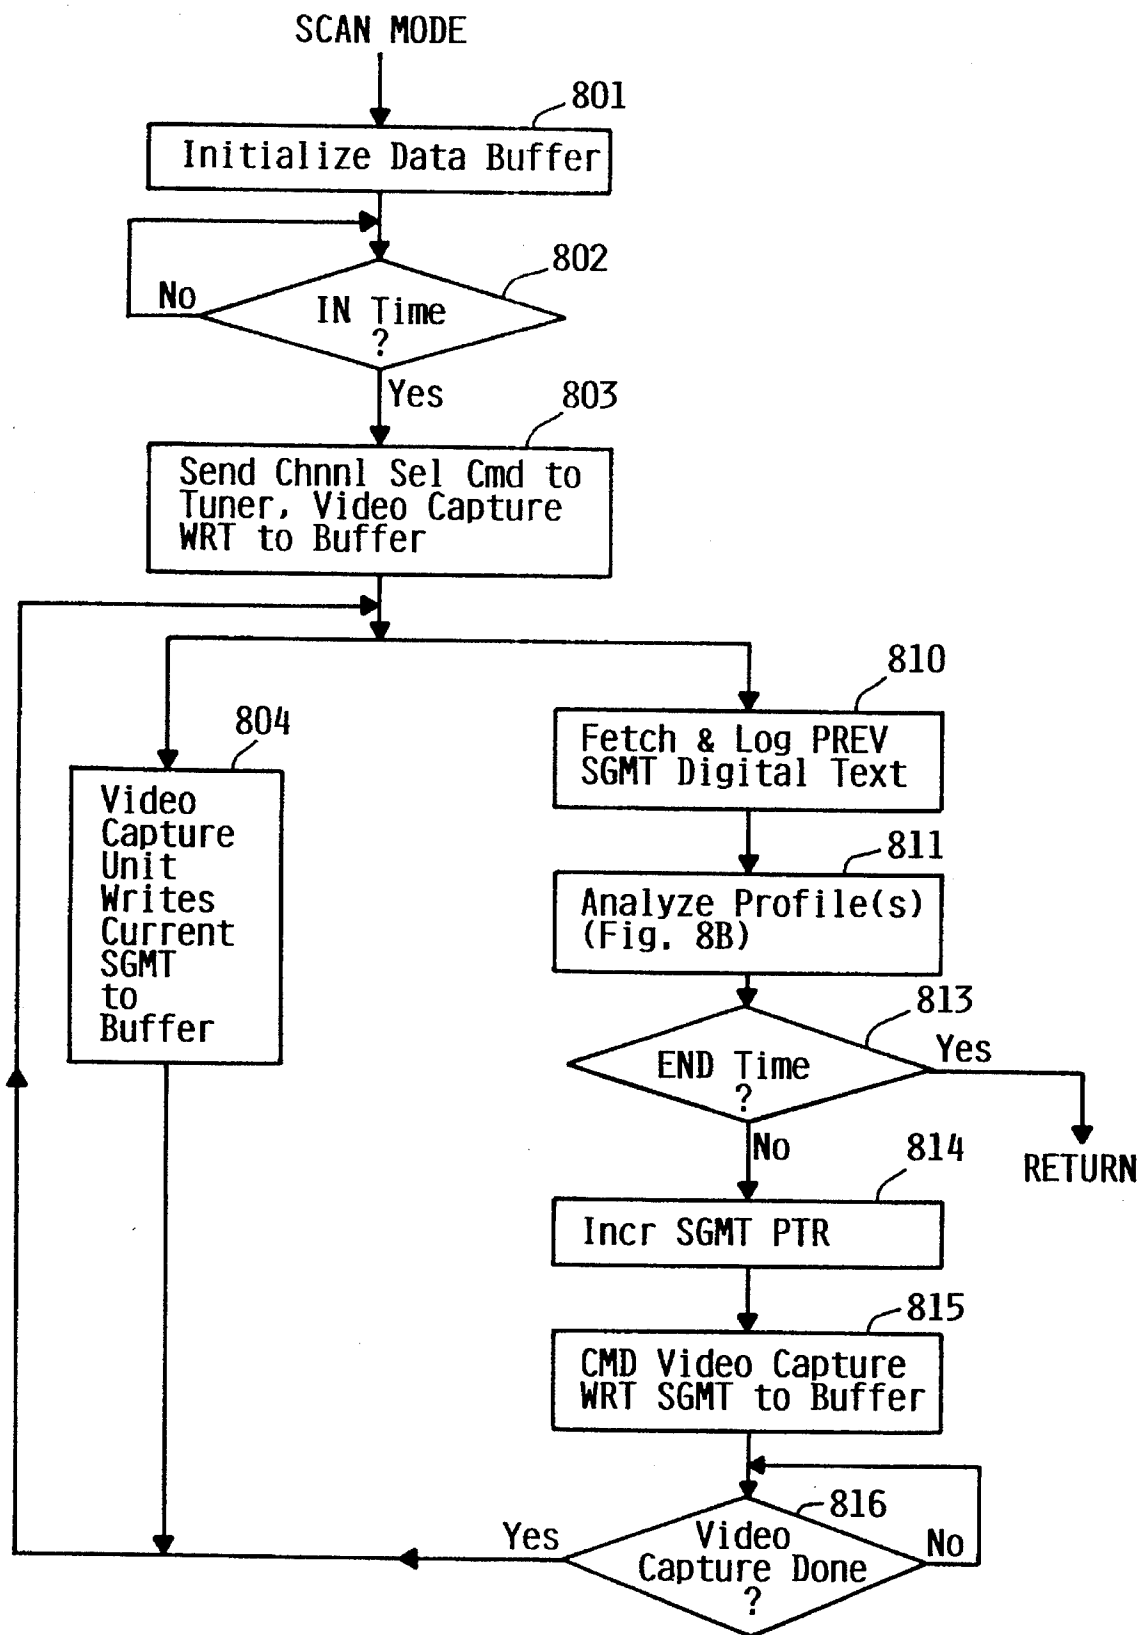 SCAN MODE
801
Initialize Data Buffer
802
No
IN Time
?
Yes
803
Send Chnnl Sel Cmd to
Tuner, Video Capture
WRT to Buffer
810
804
Fetch & Log PREV
SGMT Digital Text
Video
Capture
Unit
Writes
Current
SGMT
to
Buffer
811
Analyze Profile(s)
(Fig. 8B)
813
END Time
?
Yes
No
RETURN
814
Incr SGMT PTR
815
CMD Video Capture
WRT SGMT to Buffer
816
Yes
Video
Capture Done
?
No